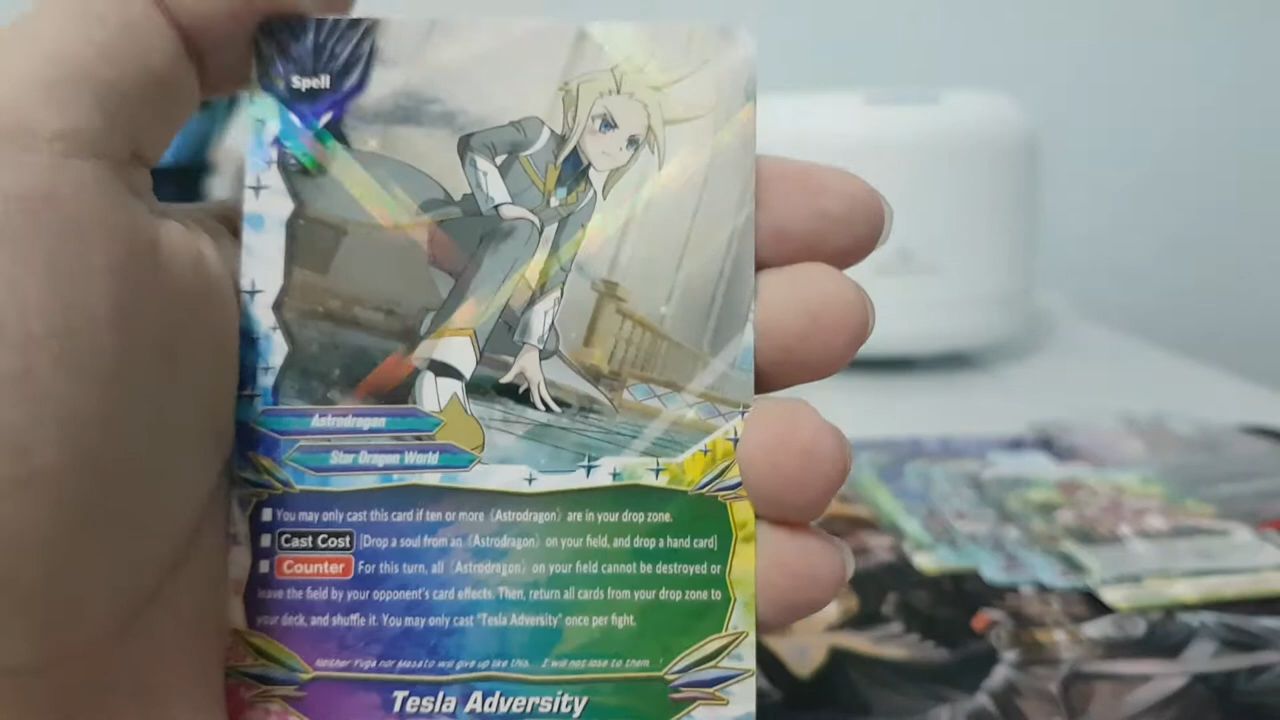 Spell
Astrodragon
Star Dragon World
You may only cast this card if ten or more 《Astrodragon》 are in your drop zone.
Cast Cost [Drop a soul from an 《Astrodragon》 on your field, and drop a hand card]
Counter For this turn, all 《Astrodragon》 on your field cannot be destroyed or
leave the field by your opponent's card effects. Then, return all cards from your drop zone to
your deck, and shuffle it. You may only cast "Tesla Adversity" once per fight.
Neither Yuga nor Masato will give up like this... I will not lose to them !
Tesla Adversity